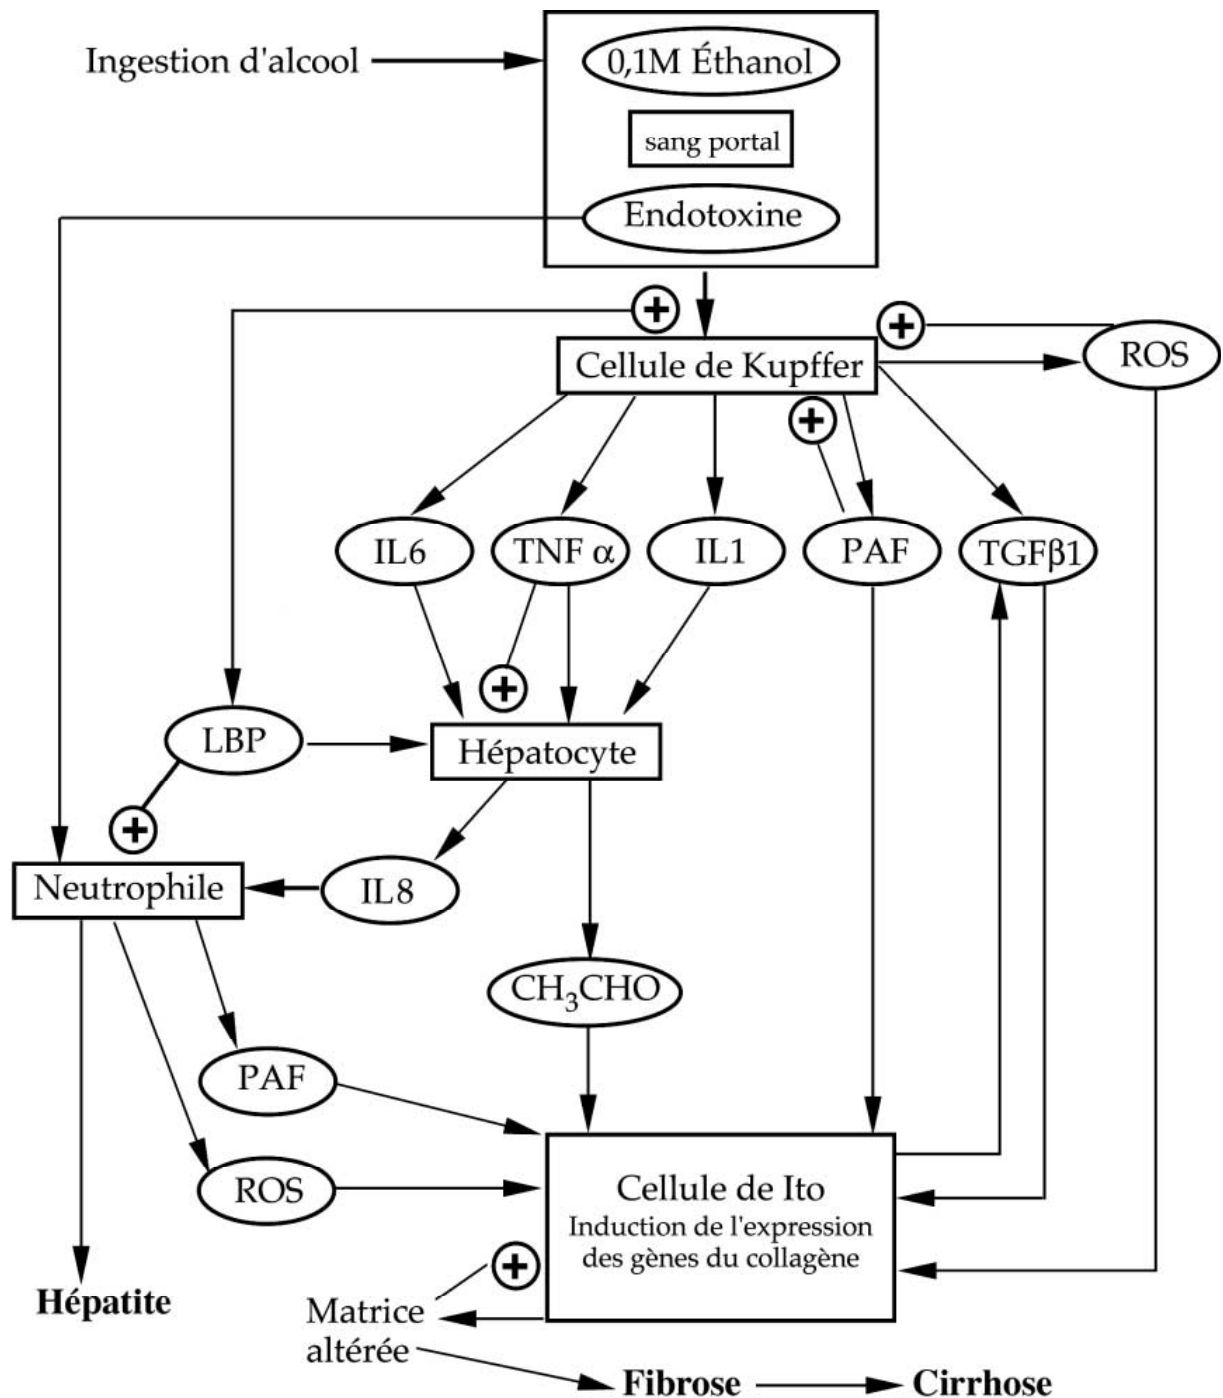 Ingestion d'alcool
0,1M Éthanol
sang portal
Endotoxine
+
+
Cellule de Kupffer
ROS
+
IL6
TNF α
IL1
PAF
TGFβ1
+
LBP
Hépatocyte
+
Neutrophile
IL8
CH₃CHO
PAF
ROS
Cellule de Ito
Induction de l'expression
des gènes du collagène
+
Hépatite
Matrice
altérée
Fibrose
Cirrhose